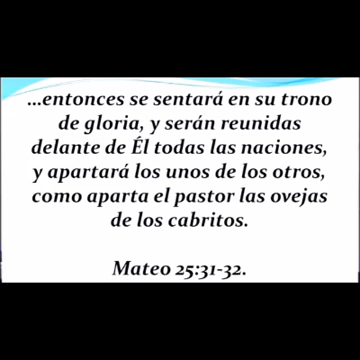 ...entonces se sentará en su trono
de gloria, y serán reunidas
delante de Él todas las naciones,
y apartará los unos de los otros,
como aparta el pastor las ovejas
de los cabritos.
Mateo 25:31-32.